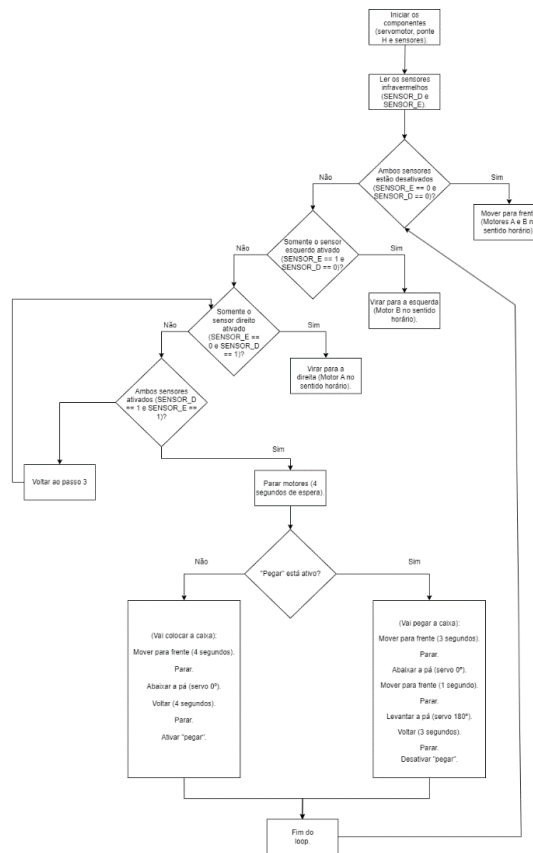 Iniciar os
componentes
(servomotor, ponte
H e sensores).
Ler os sensores
infravermelhos
(SENSOR_D e
SENSOR_E).
Ambos sensores
estão desativados
(SENSOR_E == 0 e
SENSOR_D == 0)?
Não
Sim
Mover para frente
(Motores A e B no
sentido horário).
Somente o sensor
esquerdo ativado
(SENSOR_E == 1 e
SENSOR_D == 0)?
Não
Sim
Virar para a esquerda
(Motor B no sentido
horário).
Somente o
sensor direito
ativado
(SENSOR_E ==
0 e SENSOR_D
== 1)?
Não
Sim
Virar para a
direita (Motor A no
sentido horário).
Ambos sensores
ativados (SENSOR_D
== 1 e SENSOR_E ==
1)?
Voltar ao passo 3
Sim
Parar motores (4
segundos de espera).
"Pegar" está ativo?
Não
Sim
(Vai colocar a caixa):
Mover para frente (4 segundos).
Parar.
Abaixar a pá (servo 0º).
Voltar (4 segundos).
Parar.
Ativar "pegar".
(Vai pegar a caixa):
Mover para frente (3 segundos).
Parar.
Abaixar a pá (servo 0º).
Mover para frente (1 segundo).
Parar.
Levantar a pá (servo 180º).
Voltar (3 segundos).
Parar.
Desativar "pegar".
Fim do
loop.